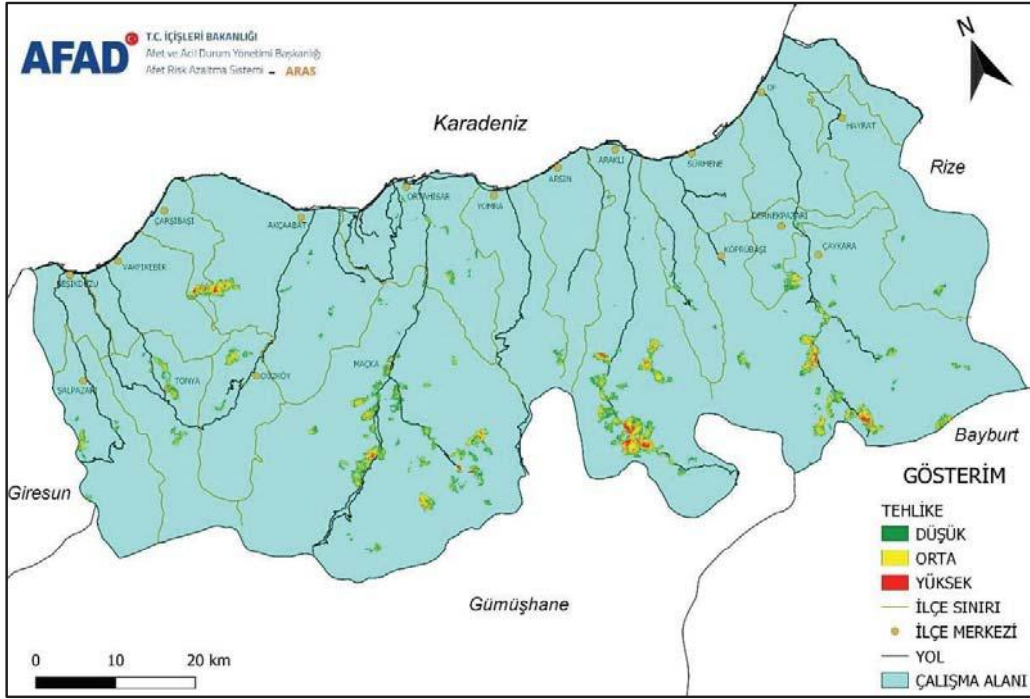 AFAD
T.C. İÇİŞLERİ BAKANLIĞI
Afet ve Acil Durum Yönetimi Başkanlığı
Afet Risk Azaltma Sistemi - ARAS
N
Karadeniz
OF
HAYRAT
Rize
ARAKLI
SÜRMENE
ARSİN
ORTAHİSAR
YOMRA
ÇARŞIBAŞI
AKÇAABAT
DERNEKPAZARI
KÖPRÜBAŞI
ÇAYKARA
VAKFIKEBİR
BEŞİKDÜZÜ
MAÇKA
TONYA
DÜZKÖY
ŞALPAZARI
Bayburt
Giresun
Gümüşhane
GÖSTERİM
TEHLİKE
DÜŞÜK
ORTA
YÜKSEK
İLÇE SINIRI
İLÇE MERKEZİ
YOL
ÇALIŞMA ALANI
0 10 20 km